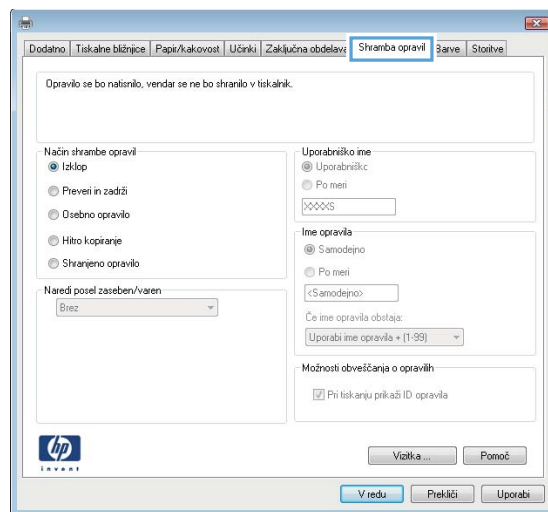 Dodatno Tiskalne bližnjice Papir/kakovost Učinki Zaključna obdelava Shramba opravil Barve Storitve
Opravilo se bo natisnilo, vendar se ne bo shranilo v tiskalnik.
Način shrambe opravil
Izklop
Preveri in zadrži
Osebno opravilo
Hitro kopiranje
Shranjeno opravilo
Naredi posel zaseben/varen
Brez
Uporabniško ime
Uporabniškc
Po meri
XXXXS
Ime opravila
Samodejno
Po meri
<Samodejno>
Če ime opravila obstaja:
Uporabi ime opravila + (1-99)
Možnosti obveščanja o opravilih
Pri tiskanju prikaži ID opravila
hp
invent
Vizitka ... Pomoč
V redu Prekliči Uporabi